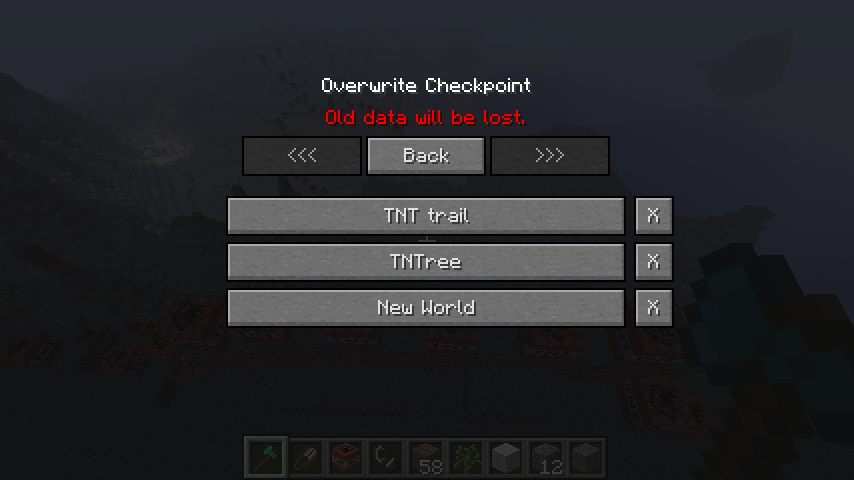 Overwrite Checkpoint
Old data will be lost.
<<< Back >>>
TNT trail X
TNTree X
New World X
58 12